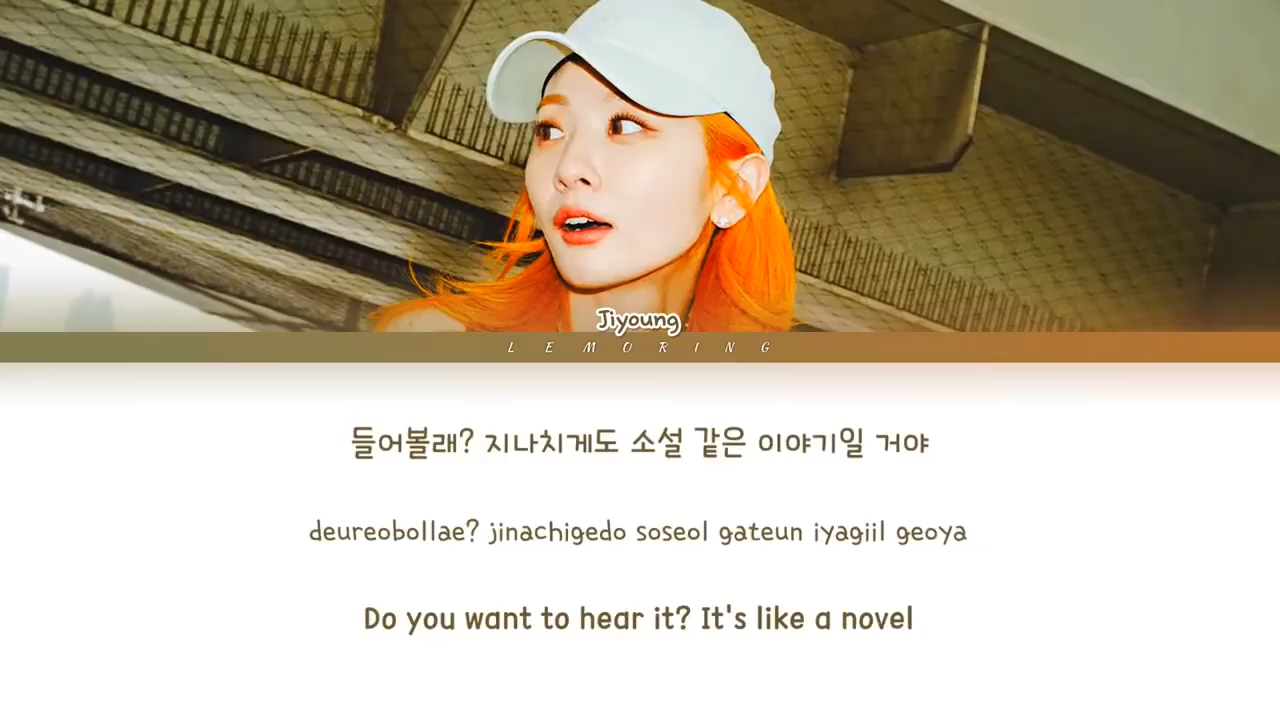 Jiyoung
LEMORING
들어볼래? 지나치게도 소설 같은 이야기일 거야
deureobollae? jinachigedo soseol gateun iyagiil geoya
Do you want to hear it? It's like a novel